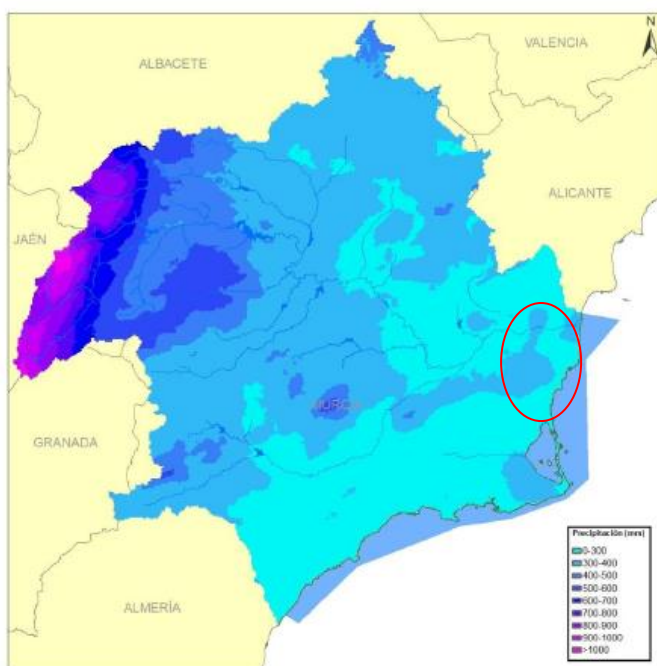 N
VALENCIA
ALBACETE
ALICANTE
JAÉN
MURCIA
GRANADA
ALMERÍA
Precipitación (mm)
0-300
300-400
400-500
500-600
600-700
700-800
800-900
900-1000
>1000